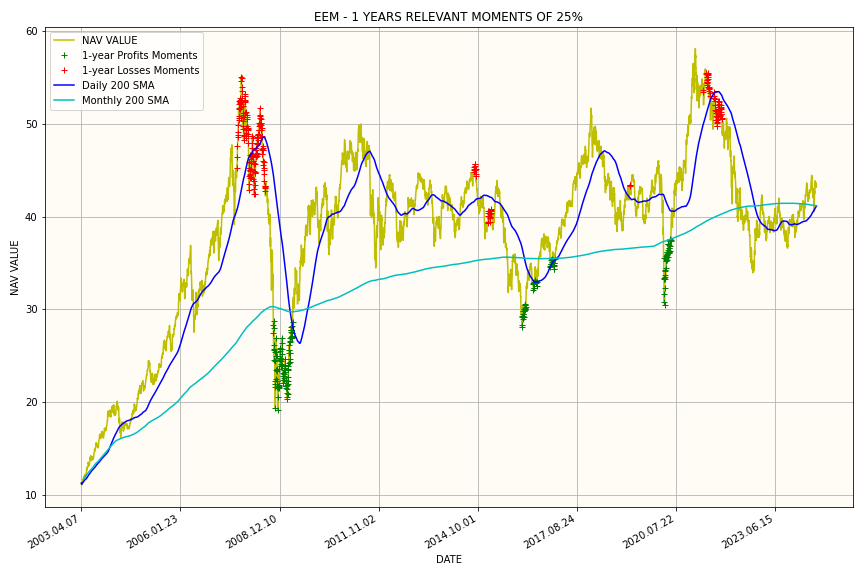 EEM - 1 YEARS RELEVANT MOMENTS OF 25%
NAV VALUE
1-year Profits Moments
1-year Losses Moments
Daily 200 SMA
Monthly 200 SMA
60
50
40
30
20
10
NAV VALUE
2003.04.07
2006.01.23
2008.12.10
2011.11.02
2014.10.01
2017.08.24
2020.07.22
2023.06.15
DATE